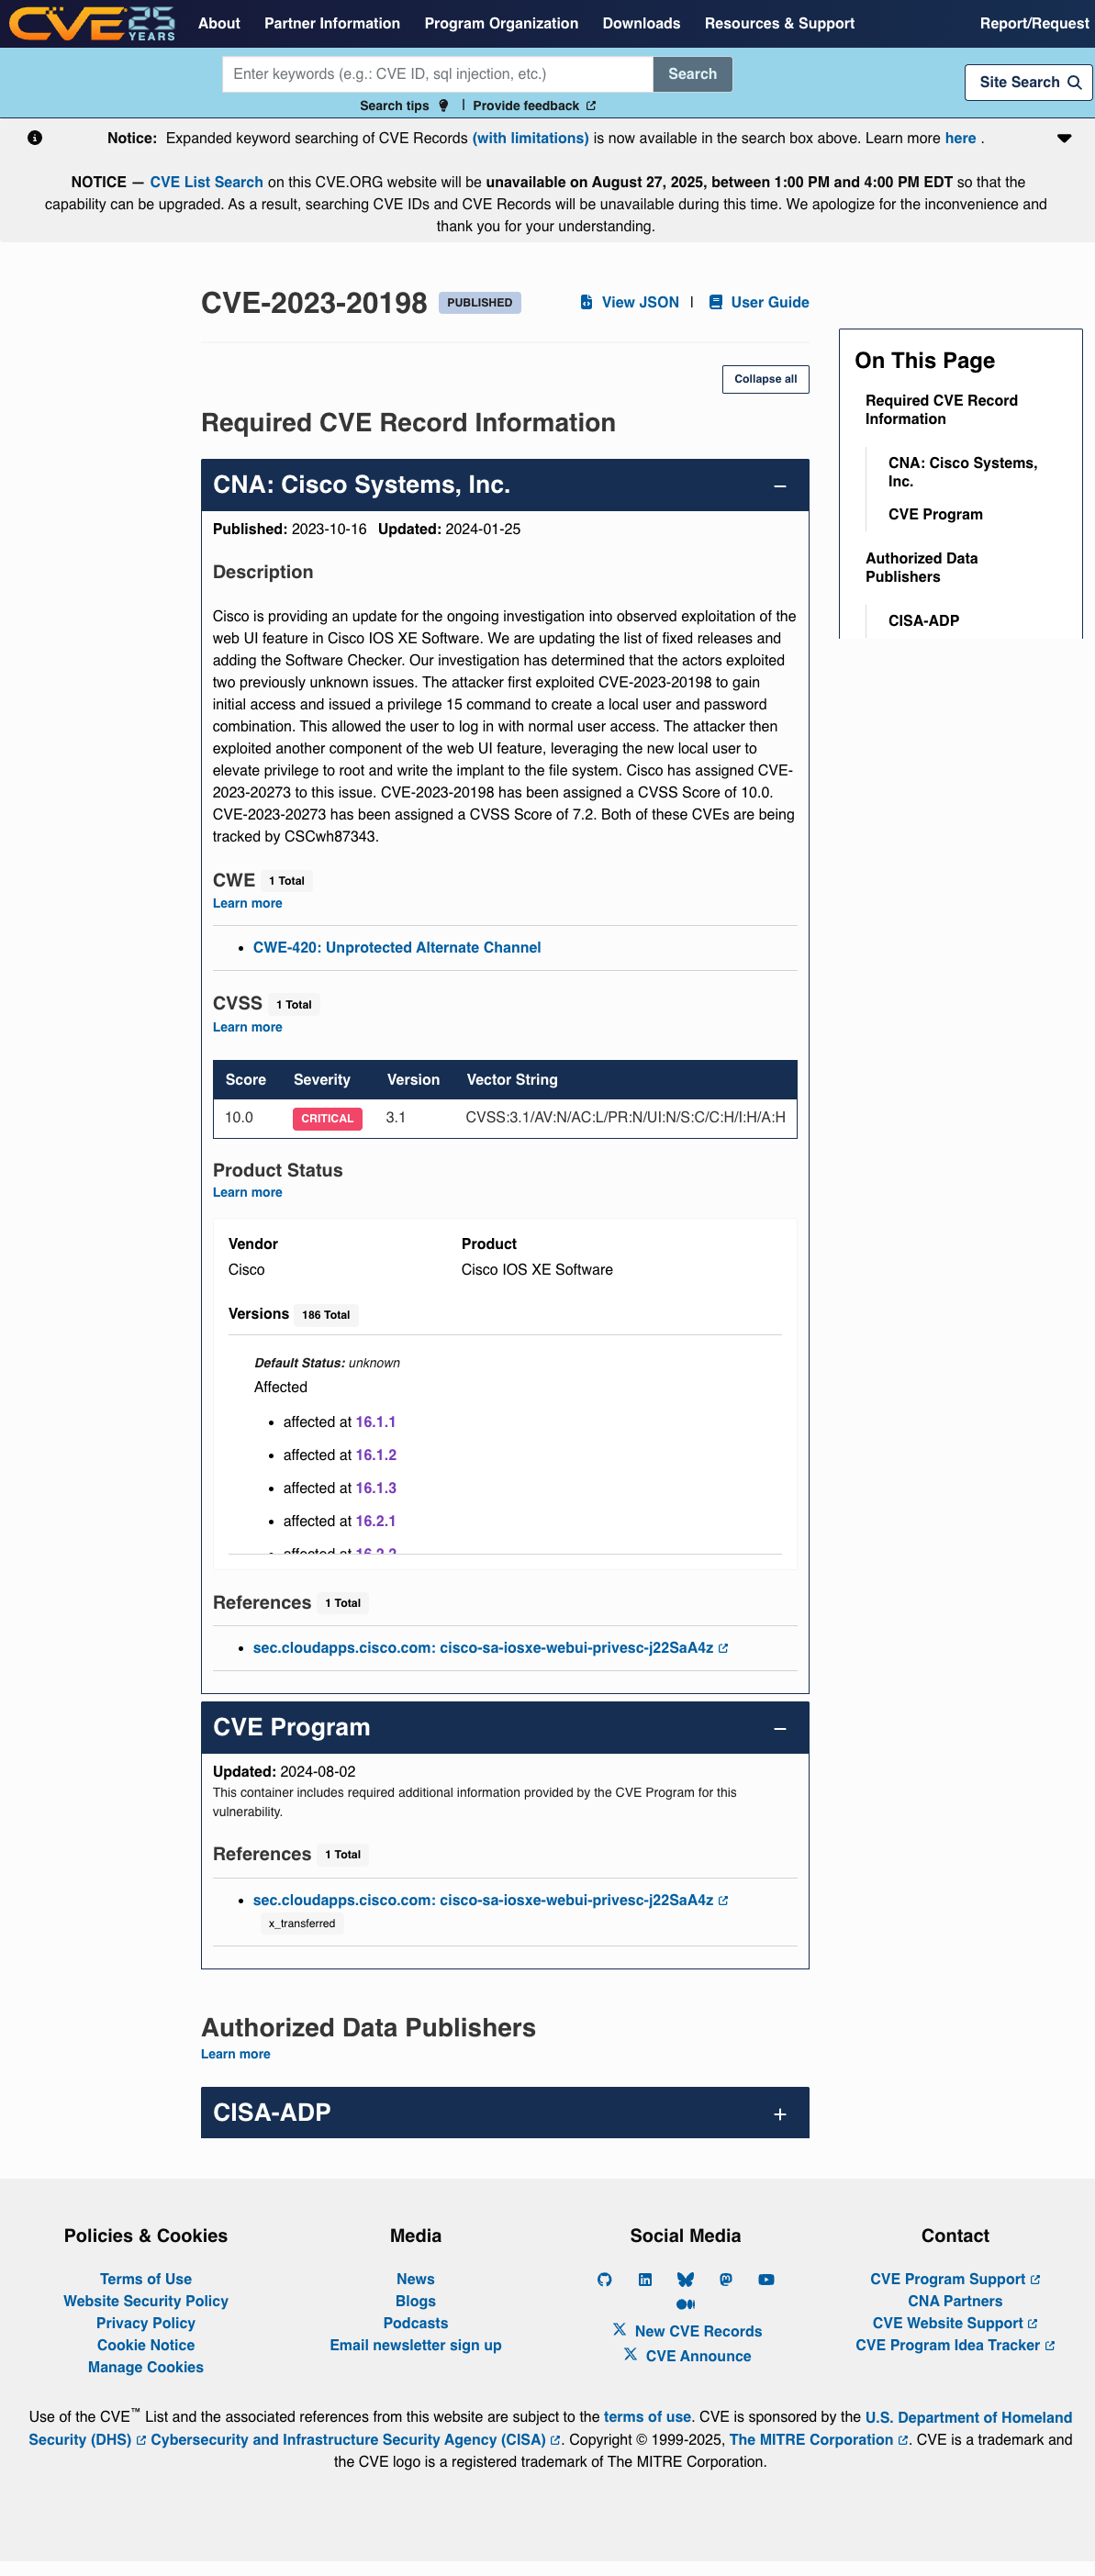 CVE 25 YEARS
About Partner Information Program Organization Downloads Resources & Support Report/Request
Enter keywords (e.g.: CVE ID, sql injection, etc.) Search
Site Search
Search tips | Provide feedback
Notice: Expanded keyword searching of CVE Records (with limitations) is now available in the search box above. Learn more here .
NOTICE — CVE List Search on this CVE.ORG website will be unavailable on August 27, 2025, between 1:00 PM and 4:00 PM EDT so that the
capability can be upgraded. As a result, searching CVE IDs and CVE Records will be unavailable during this time. We apologize for the inconvenience and
thank you for your understanding.
CVE-2023-20198 PUBLISHED View JSON | User Guide
Collapse all
On This Page
Required CVE Record
Information
CNA: Cisco Systems,
Inc.
CVE Program
Authorized Data
Publishers
CISA-ADP
Required CVE Record Information
CNA: Cisco Systems, Inc.
Published: 2023-10-16 Updated: 2024-01-25
Description
Cisco is providing an update for the ongoing investigation into observed exploitation of the
web UI feature in Cisco IOS XE Software. We are updating the list of fixed releases and
adding the Software Checker. Our investigation has determined that the actors exploited
two previously unknown issues. The attacker first exploited CVE-2023-20198 to gain
initial access and issued a privilege 15 command to create a local user and password
combination. This allowed the user to log in with normal user access. The attacker then
exploited another component of the web UI feature, leveraging the new local user to
elevate privilege to root and write the implant to the file system. Cisco has assigned CVE-
2023-20273 to this issue. CVE-2023-20198 has been assigned a CVSS Score of 10.0.
CVE-2023-20273 has been assigned a CVSS Score of 7.2. Both of these CVEs are being
tracked by CSCwh87343.
CWE 1 Total
Learn more
• CWE-420: Unprotected Alternate Channel
CVSS 1 Total
Learn more
Score Severity Version Vector String
10.0 CRITICAL 3.1 CVSS:3.1/AV:N/AC:L/PR:N/UI:N/S:C/C:H/I:H/A:H
Product Status
Learn more
Vendor Product
Cisco Cisco IOS XE Software
Versions 186 Total
Default Status: unknown
Affected
• affected at 16.1.1
• affected at 16.1.2
• affected at 16.1.3
• affected at 16.2.1
• affected at 16.2.2
References 1 Total
• sec.cloudapps.cisco.com: cisco-sa-iosxe-webui-privesc-j22SaA4z
CVE Program
Updated: 2024-08-02
This container includes required additional information provided by the CVE Program for this
vulnerability.
References 1 Total
• sec.cloudapps.cisco.com: cisco-sa-iosxe-webui-privesc-j22SaA4z
x_transferred
Authorized Data Publishers
Learn more
CISA-ADP
Policies & Cookies
Terms of Use
Website Security Policy
Privacy Policy
Cookie Notice
Manage Cookies
Media
News
Blogs
Podcasts
Email newsletter sign up
Social Media
New CVE Records
CVE Announce
Contact
CVE Program Support
CNA Partners
CVE Website Support
CVE Program Idea Tracker
Use of the CVE™ List and the associated references from this website are subject to the terms of use. CVE is sponsored by the U.S. Department of Homeland
Security (DHS) Cybersecurity and Infrastructure Security Agency (CISA). Copyright © 1999-2025, The MITRE Corporation. CVE is a trademark and
the CVE logo is a registered trademark of The MITRE Corporation.